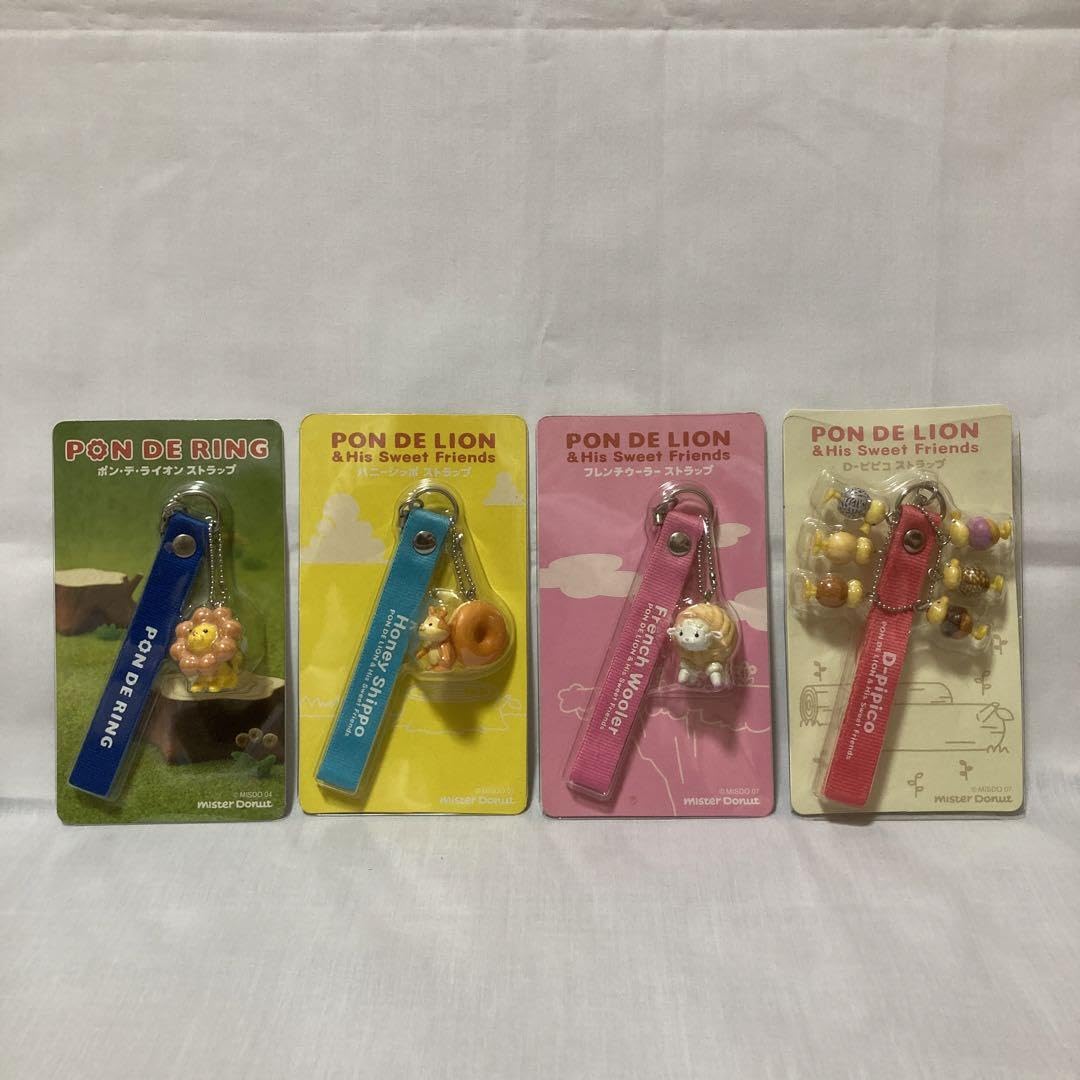 PON DE RING
ポン・デ・ライオン ストラップ
PON DE RING
© MISDO 04
mister Donut
PON DE LION
& His Sweet Friends
ハニーシッポ ストラップ
Honey Shippo
PON DE LION & His Sweet Friends
mister Donut
PON DE LION
& His Sweet Friends
フレンチウーラー ストラップ
French Wooler
PON DE LION & His Sweet Friends
© MISDO 07
mister Donut
PON DE LION
& His Sweet Friends
D-ピピコ ストラップ
D-pipico
PON DE LION & His Sweet Friends
© MISDO 07
mister Donut